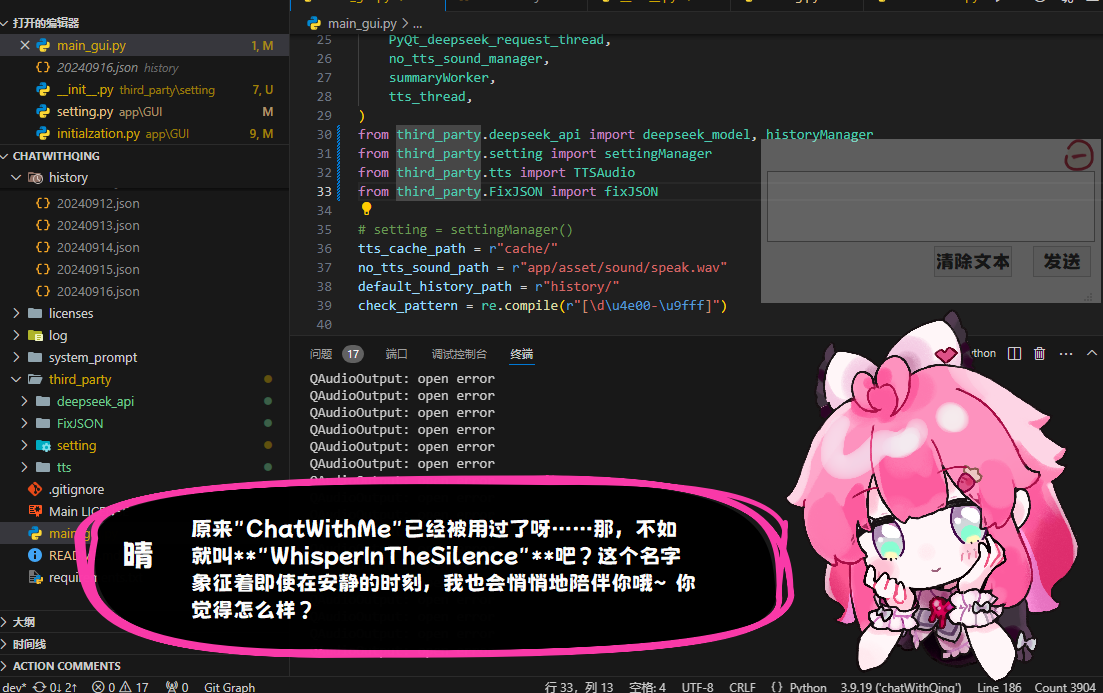 打开的编辑器
main_gui.py 1, M
20240916.json history
__init__.py third_party\setting 7, U
setting.py app\GUI M
initialzation.py app\GUI 9, M
CHATWITHQING
history
20240912.json
20240913.json
20240914.json
20240915.json
20240916.json
licenses
log
system_prompt
third_party
deepseek_api
FixJSON
setting
tts
.gitignore
Main LICE
main_g
READ
requi
大纲
时间线
ACTION COMMENTS
main_gui.py > ...
25 PyQt_deepseek_request_thread,
26 no_tts_sound_manager,
27 summaryWorker,
28 tts_thread,
29 )
30 from third_party.deepseek_api import deepseek_model, historyManager
31 from third_party.setting import settingManager
32 from third_party.tts import TTSAudio
33 from third_party.FixJSON import fixJSON
34
35 # setting = settingManager()
36 tts_cache_path = r"cache/"
37 no_tts_sound_path = r"app/asset/sound/speak.wav"
38 default_history_path = r"history/"
39 check_pattern = re.compile(r"[\d\u4e00-\u9fff]")
40
清除文本 发送
问题 17 端口 调试控制台 终端 thon
QAudioOutput: open error
QAudioOutput: open error
QAudioOutput: open error
QAudioOutput: open error
QAudioOutput: open error
QAudioOutput: open error
晴
原来"ChatWithMe"已经被用过了呀……那，不如
就叫**"WhisperInTheSilence"**吧？这个名字
象征着即使在安静的时刻，我也会悄悄地陪伴你哦~ 你
觉得怎么样？
dev* 0↓ 2↑ 0 17 0 Git Graph 行 33，列 13 空格: 4 UTF-8 CRLF {} Python 3.9.19 ('chatWithQing') Line 186 Count 3904